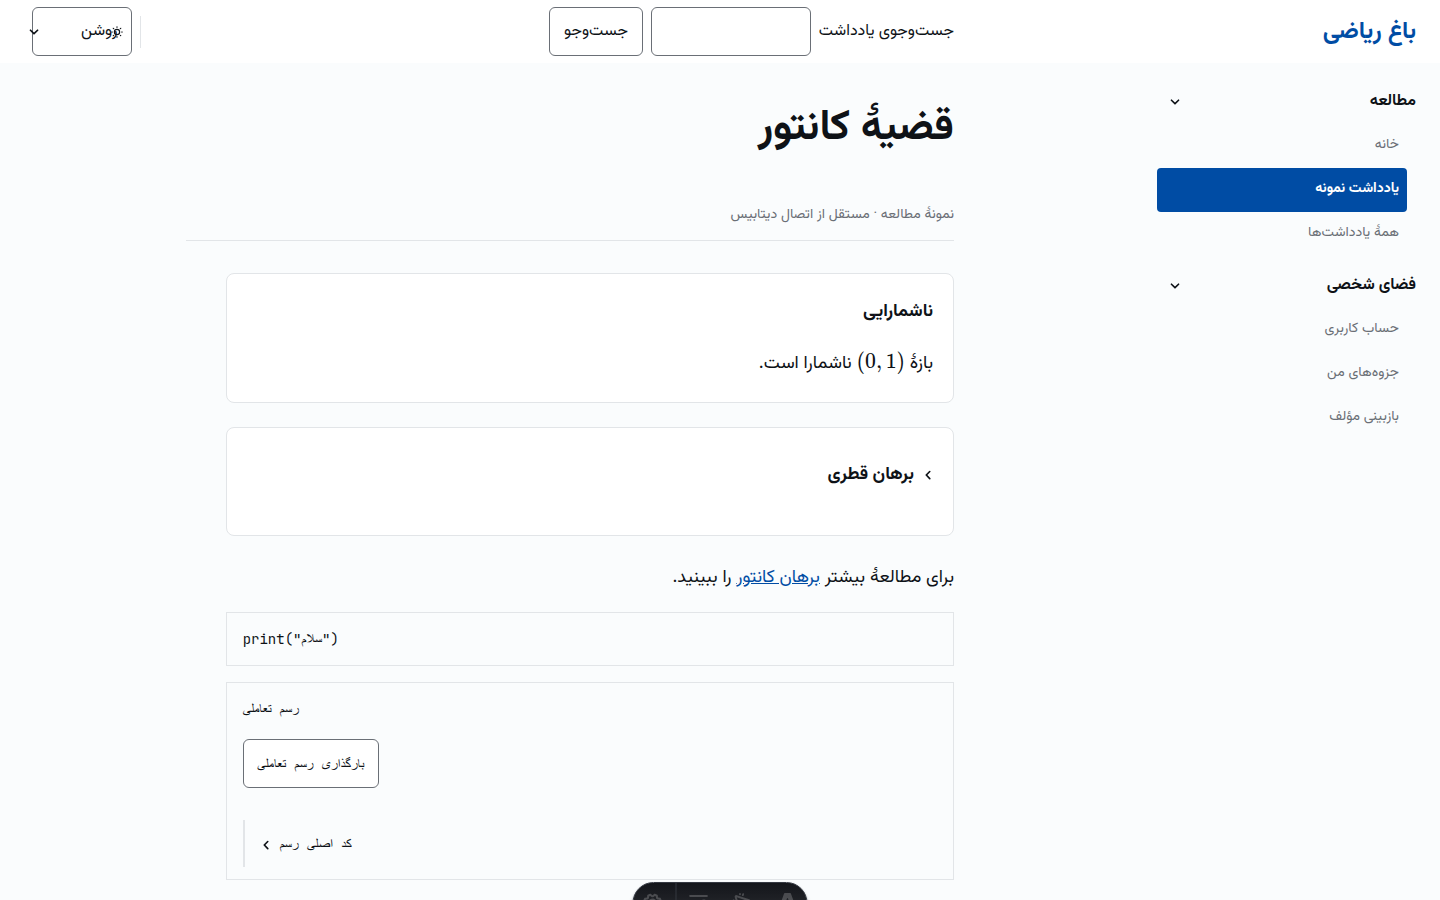 باغ ریاضی
جست‌وجوی یادداشت
جست‌وجو
روشن
مطالعه
خانه
یادداشت نمونه
همهٔ یادداشت‌ها
فضای شخصی
حساب کاربری
جزوه‌های من
بازبینی مؤلف
قضیهٔ کانتور
نمونهٔ مطالعه · مستقل از اتصال دیتابیس
ناشمارایی
بازهٔ (0, 1) ناشمارا است.
برهان قطری
برای مطالعهٔ بیشتر برهان کانتور را ببینید.
print("سلام")
رسم تعاملی
بارگذاری رسم تعاملی
کد اصلی رسم